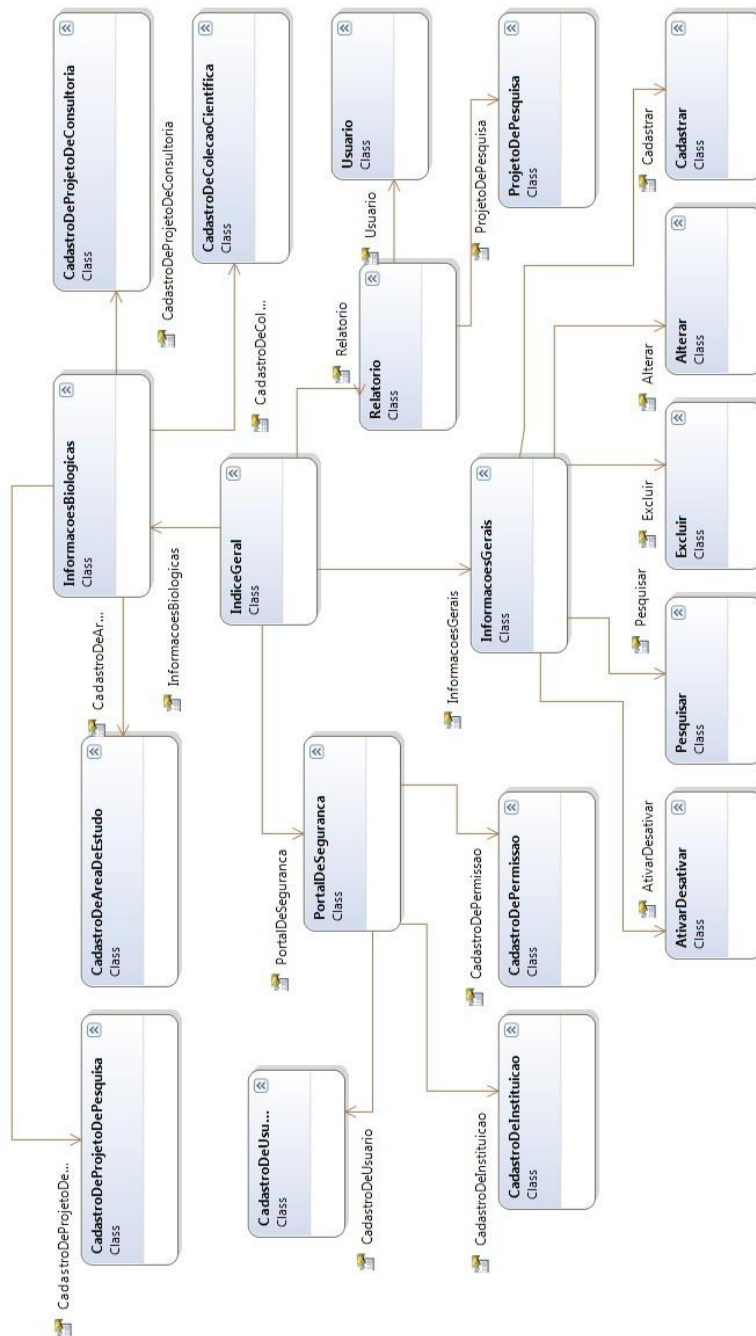 CadastroDeProjetoDe...
InformacoesBiologicas
Class
CadastroDeProjetoDeConsultoria
Class
CadastroDeProjetoDePesquisa
Class
CadastroDeAreaDeEstudo
Class
CadastroDeAr...
CadastroDeProjetoDeConsultoria
InformacoesBiologicas
CadastroDeColecaoCientifica
Class
IndiceGeral
Class
CadastroDeCol...
CadastroDeUsu...
Class
PortalDeSeguranca
PortalDeSeguranca
Class
Relatorio
Usuario
Class
CadastroDeUsuario
Relatorio
Class
Usuario
InformacoesGerais
CadastroDeInstituicao
CadastroDePermissao
ProjetoDePesquisa
InformacoesGerais
Class
CadastroDeInstituicao
Class
CadastroDePermissao
Class
ProjetoDePesquisa
Class
AtivarDesativar
Pesquisar
Excluir
Alterar
Cadastrar
AtivarDesativar
Class
Pesquisar
Class
Excluir
Class
Alterar
Class
Cadastrar
Class